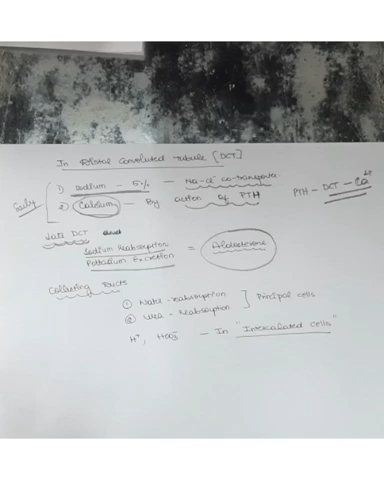 In Distal convoluted tubule [DCT]
Early
1) Sodium - 5% - Na-Cl co-transporter
2) Calcium - By action of PTH
PTH - DCT - Ca2+
Late DCT
Sodium Reabsorption
Potassium Excretion
= Aldosterone
Collecting Ducts
① Water-reabsorption
② Urea - Reabsorption
] Principal cells
H+, HCO3- - In "Intercalated cells"